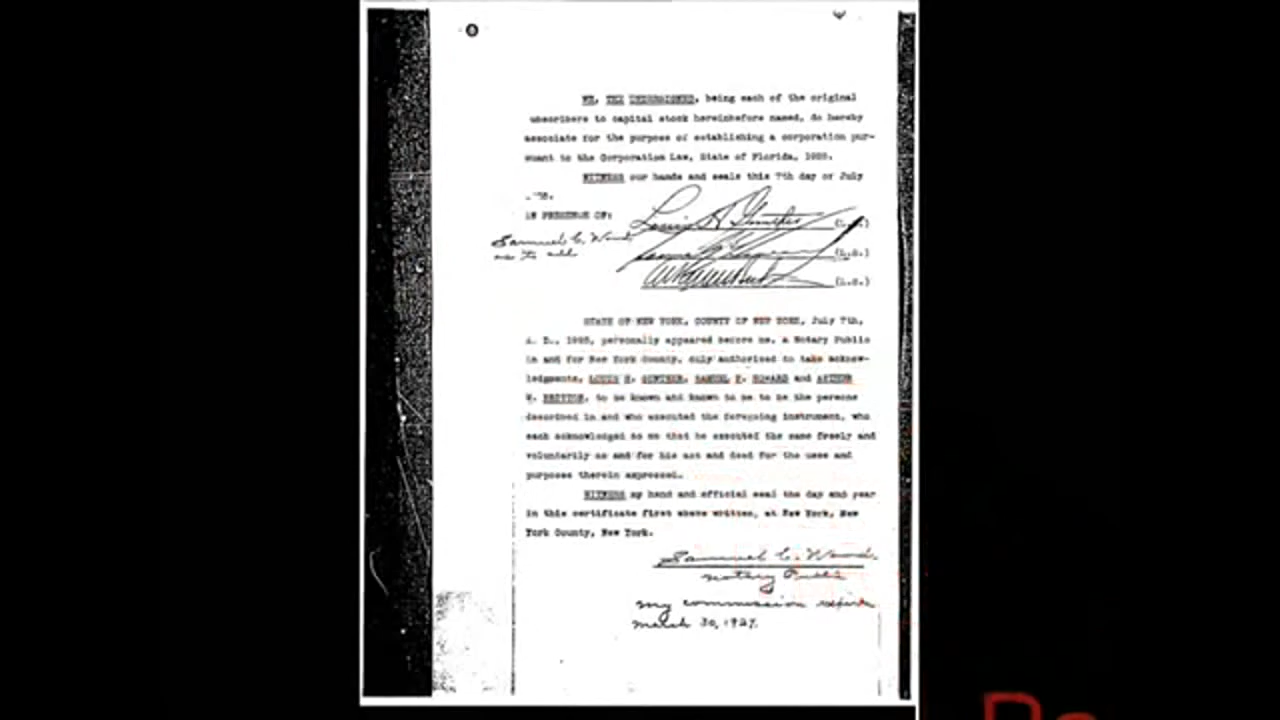 WE, THE UNDERSIGNED, being each of the original
ubscribers to capital stock hereinbefore named, do hereby
associate for the purpose of establishing a corporation pur-
suant to the Corporation Law, State of Florida, 1925.
WITNESS our hands and seals this 7th day of July
IN PRESENCE OF:
Samuel C. Wood
as to all
(L.S.)
(L.S.)
(L.S.)
STATE OF NEW YORK, COUNTY OF NEW YORK, July 7th,
A. D., 1925, personally appeared before me, a Notary Public
in and for New York County, duly authorized to take acknow-
ledgments, LOUIS H. GUNTHER, SAMUEL P. HOWARD and ARTHUR
W. BRITTON, to me known and known to me to be the persons
described in and who executed the foregoing instrument, who
each acknowledged to me that he executed the same freely and
voluntarily as and for his act and deed for the uses and
purposes therein expressed.
WITNESS my hand and official seal the day and year
in this certificate first above written, at New York, New
York County, New York.
Samuel C. Wood.
Notary Public
My commission expires
March 30, 1927.